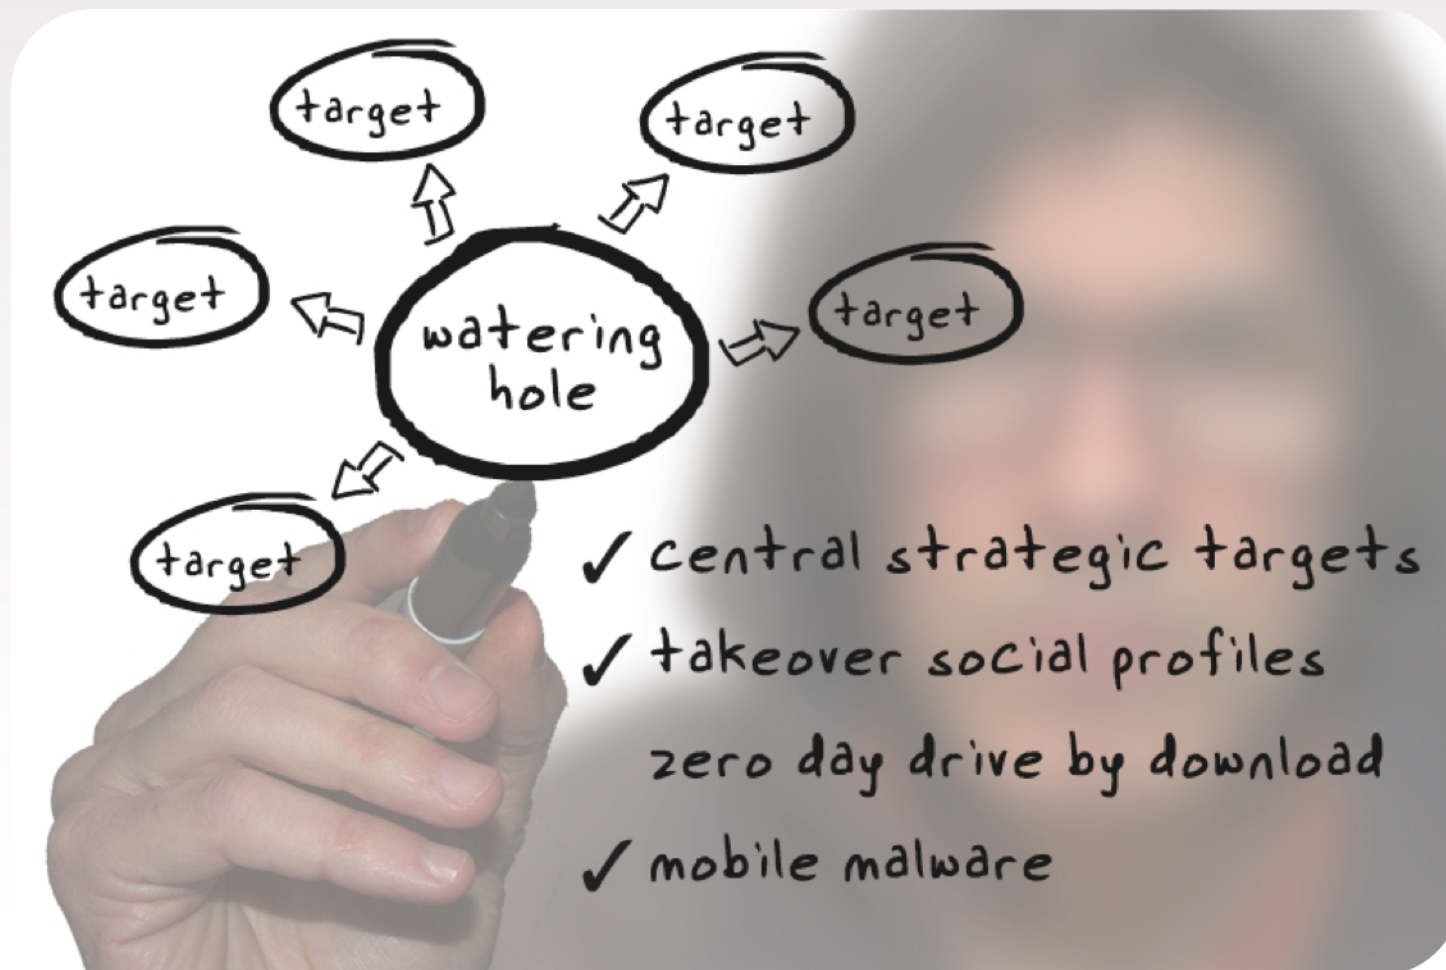 target
target
target
target
watering
hole
target
✓ central strategic targets
✓ takeover social profiles
zero day drive by download
✓ mobile malware